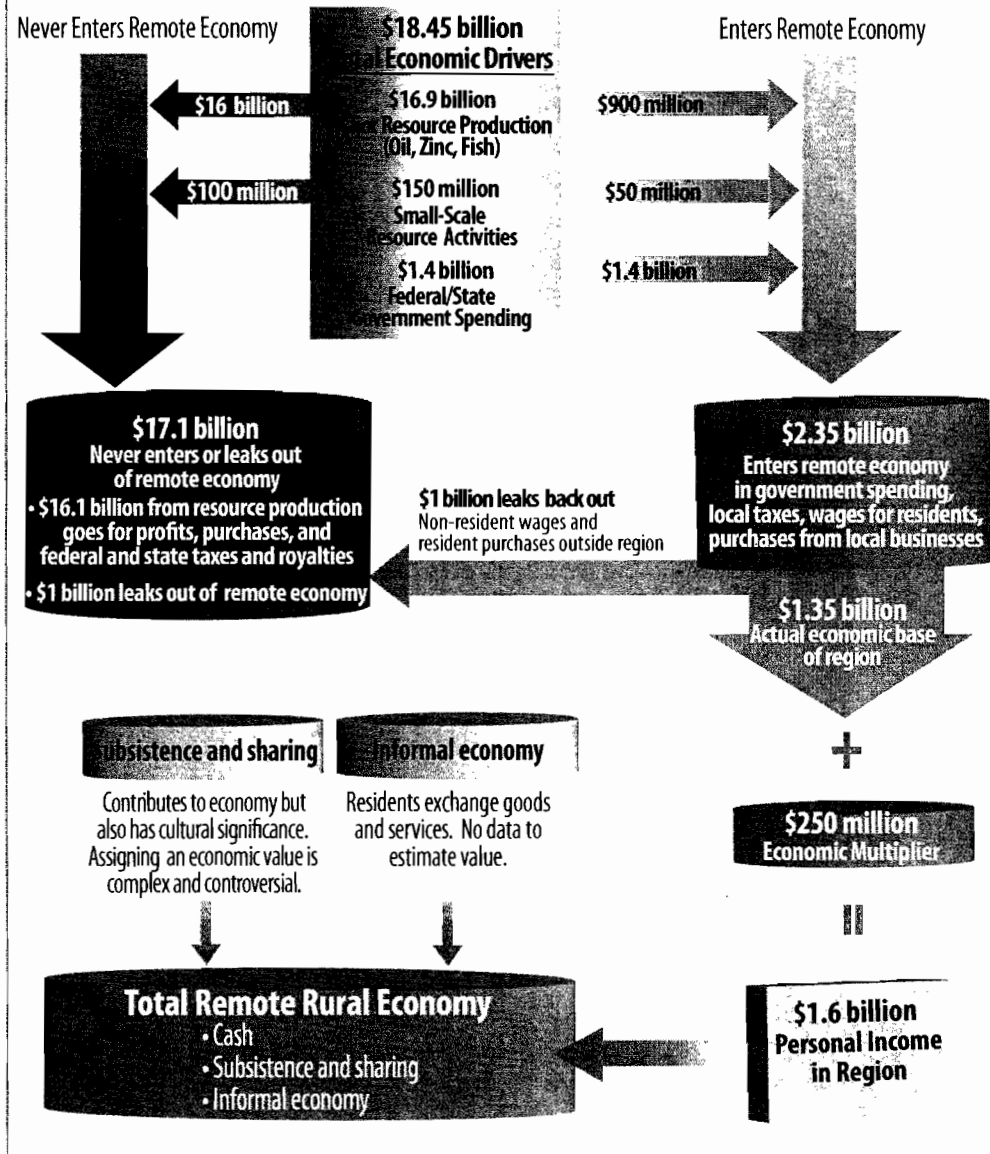 Never Enters Remote Economy
$18.45 billion
Economic Drivers
Enters Remote Economy
$16 billion
$16.9 billion
Resource Production
(Oil, Zinc, Fish)
$900 million
$100 million
$150 million
Small-Scale
Resource Activities
$50 million
$1.4 billion
Federal/State
Government Spending
$1.4 billion
$17.1 billion
Never enters or leaks out
of remote economy
• $16.1 billion from resource production
goes for profits, purchases, and
federal and state taxes and royalties
• $1 billion leaks out of remote economy
$1 billion leaks back out
Non-resident wages and
resident purchases outside region
$2.35 billion
Enters remote economy
in government spending,
local taxes, wages for residents,
purchases from local businesses
$1.35 billion
Actual economic base
of region
+
$250 million
Economic Multiplier
=
$1.6 billion
Personal Income
in Region
Subsistence and sharing
Contributes to economy but
also has cultural significance.
Assigning an economic value is
complex and controversial.
Informal economy
Residents exchange goods
and services. No data to
estimate value.
Total Remote Rural Economy
• Cash
• Subsistence and sharing
• Informal economy